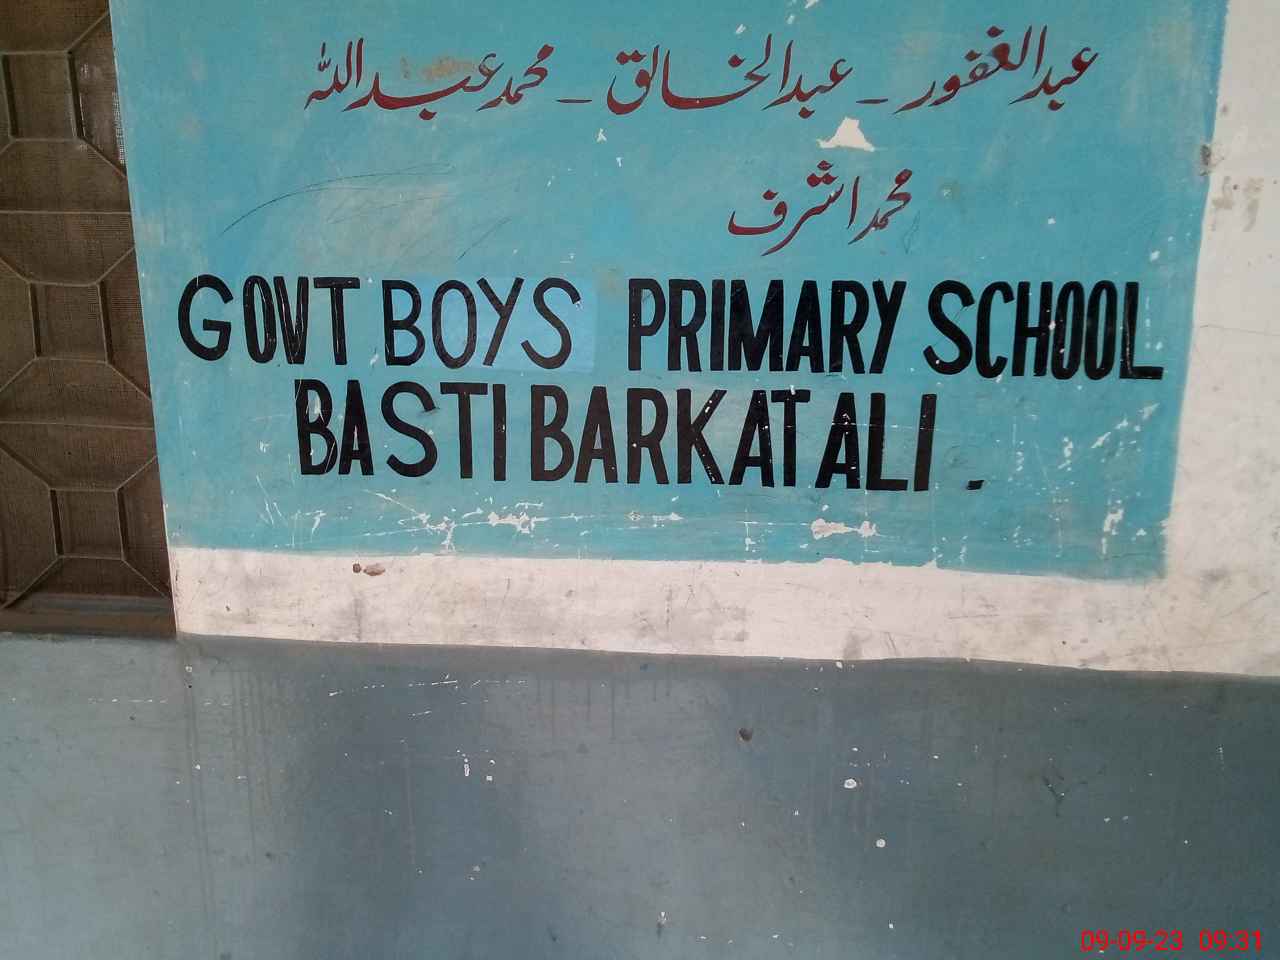 عبدالغفور - عبدالخالق - محمد عبداللہ
محمد اشرف
GOVT BOYS PRIMARY SCHOOL
BASTI BARKAT ALI .
09-09-23 09:31